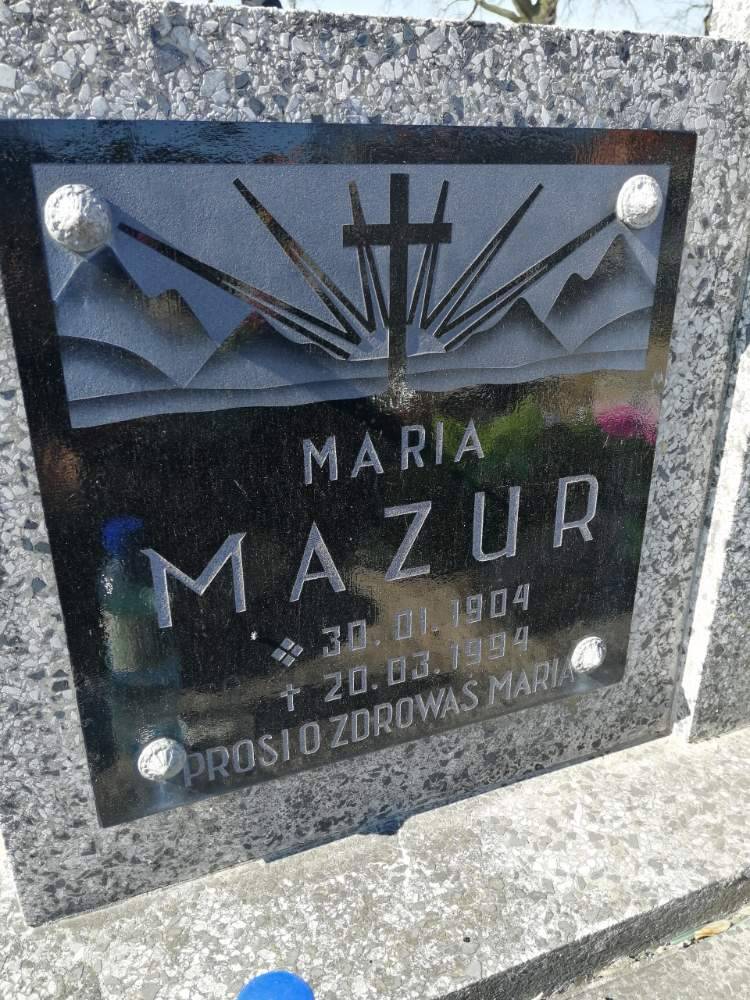 MARIA
MAZUR
30.01.1904
† 20.03.1994
PROSI O ZDROWAŚ MARIA